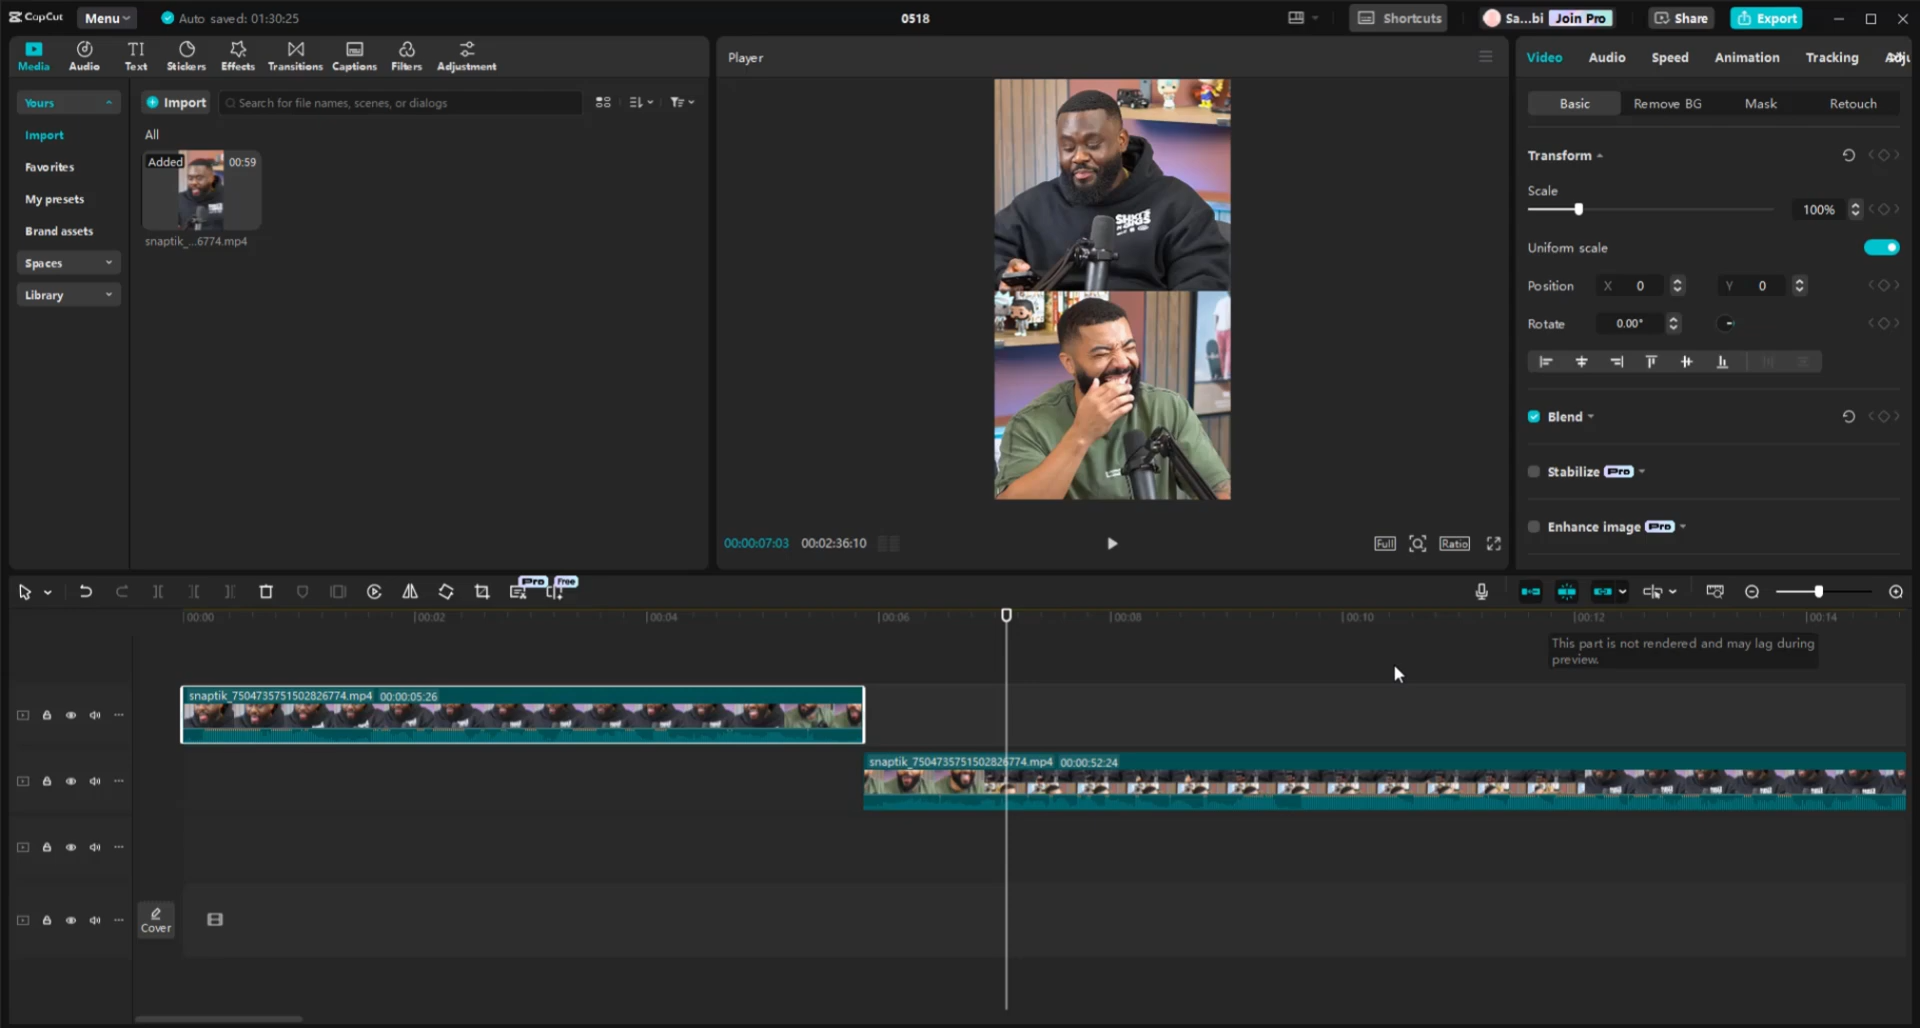 CapCut
Menu
Auto saved: 01:30:25
0518
Shortcuts
Sa...bi
Join Pro
Share
Export
Media
Audio
Text
Stickers
Effects
Transitions
Captions
Filters
Adjustment
Player
Video
Audio
Speed
Animation
Tracking
Adju
Yours
Import
Search for file names, scenes, or dialogs
Basic
Remove BG
Mask
Retouch
Import
All
Favorites
Added
00:59
My presets
Brand assets
snaptik_...6774.mp4
Spaces
Library
Transform
Scale
100%
Uniform scale
Position
X
0
Y
0
Rotate
0.00°
Blend
Stabilize
Pro
Enhance image
Pro
00:00:07:03
00:02:36:10
Full
Ratio
Pro
Free
00:00
00:02
00:04
00:06
00:08
00:10
00:12
00:14
This part is not rendered and may lag during
preview.
snaptik_7504735751502826774.mp4
00:00:05:26
snaptik_7504735751502826774.mp4
00:00:52:24
Cover